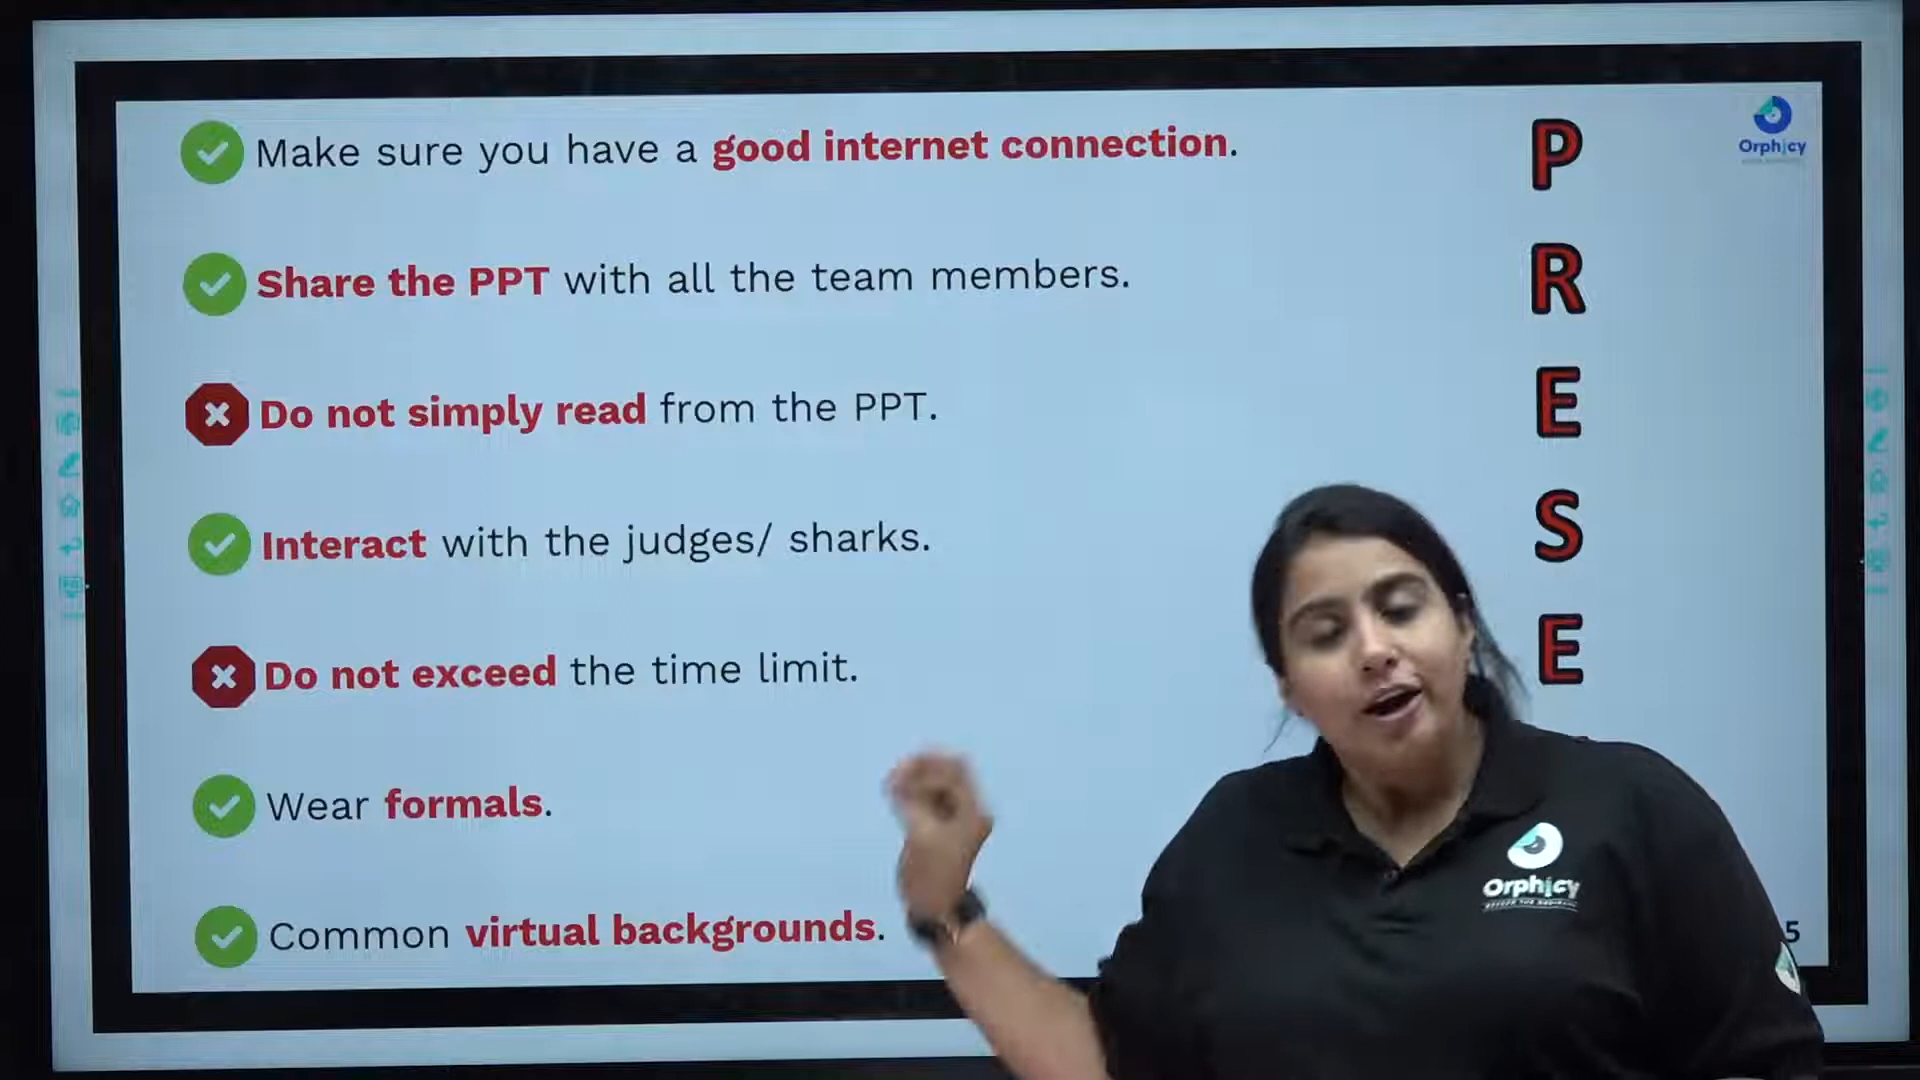 Make sure you have a good internet connection.
Share the PPT with all the team members.
Do not simply read from the PPT.
Interact with the judges/ sharks.
Do not exceed the time limit.
Wear formals.
Common virtual backgrounds.
P
R
E
S
E
Orphicy
Orphicy
5